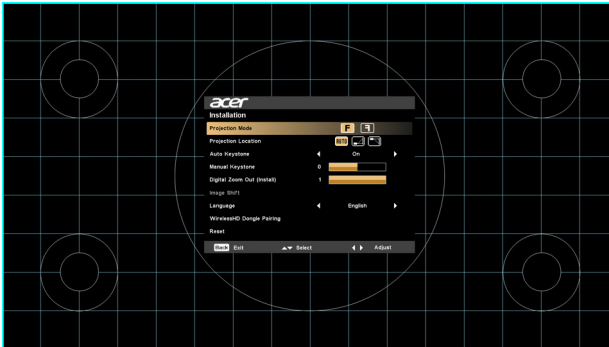 acer
Installation
Projection Mode F F
Projection Location AUTO
Auto Keystone On
Manual Keystone 0
Digital Zoom Out (Install) 1
Image Shift
Language English
WirelessHD Dongle Pairing
Reset
Back Exit Select Adjust